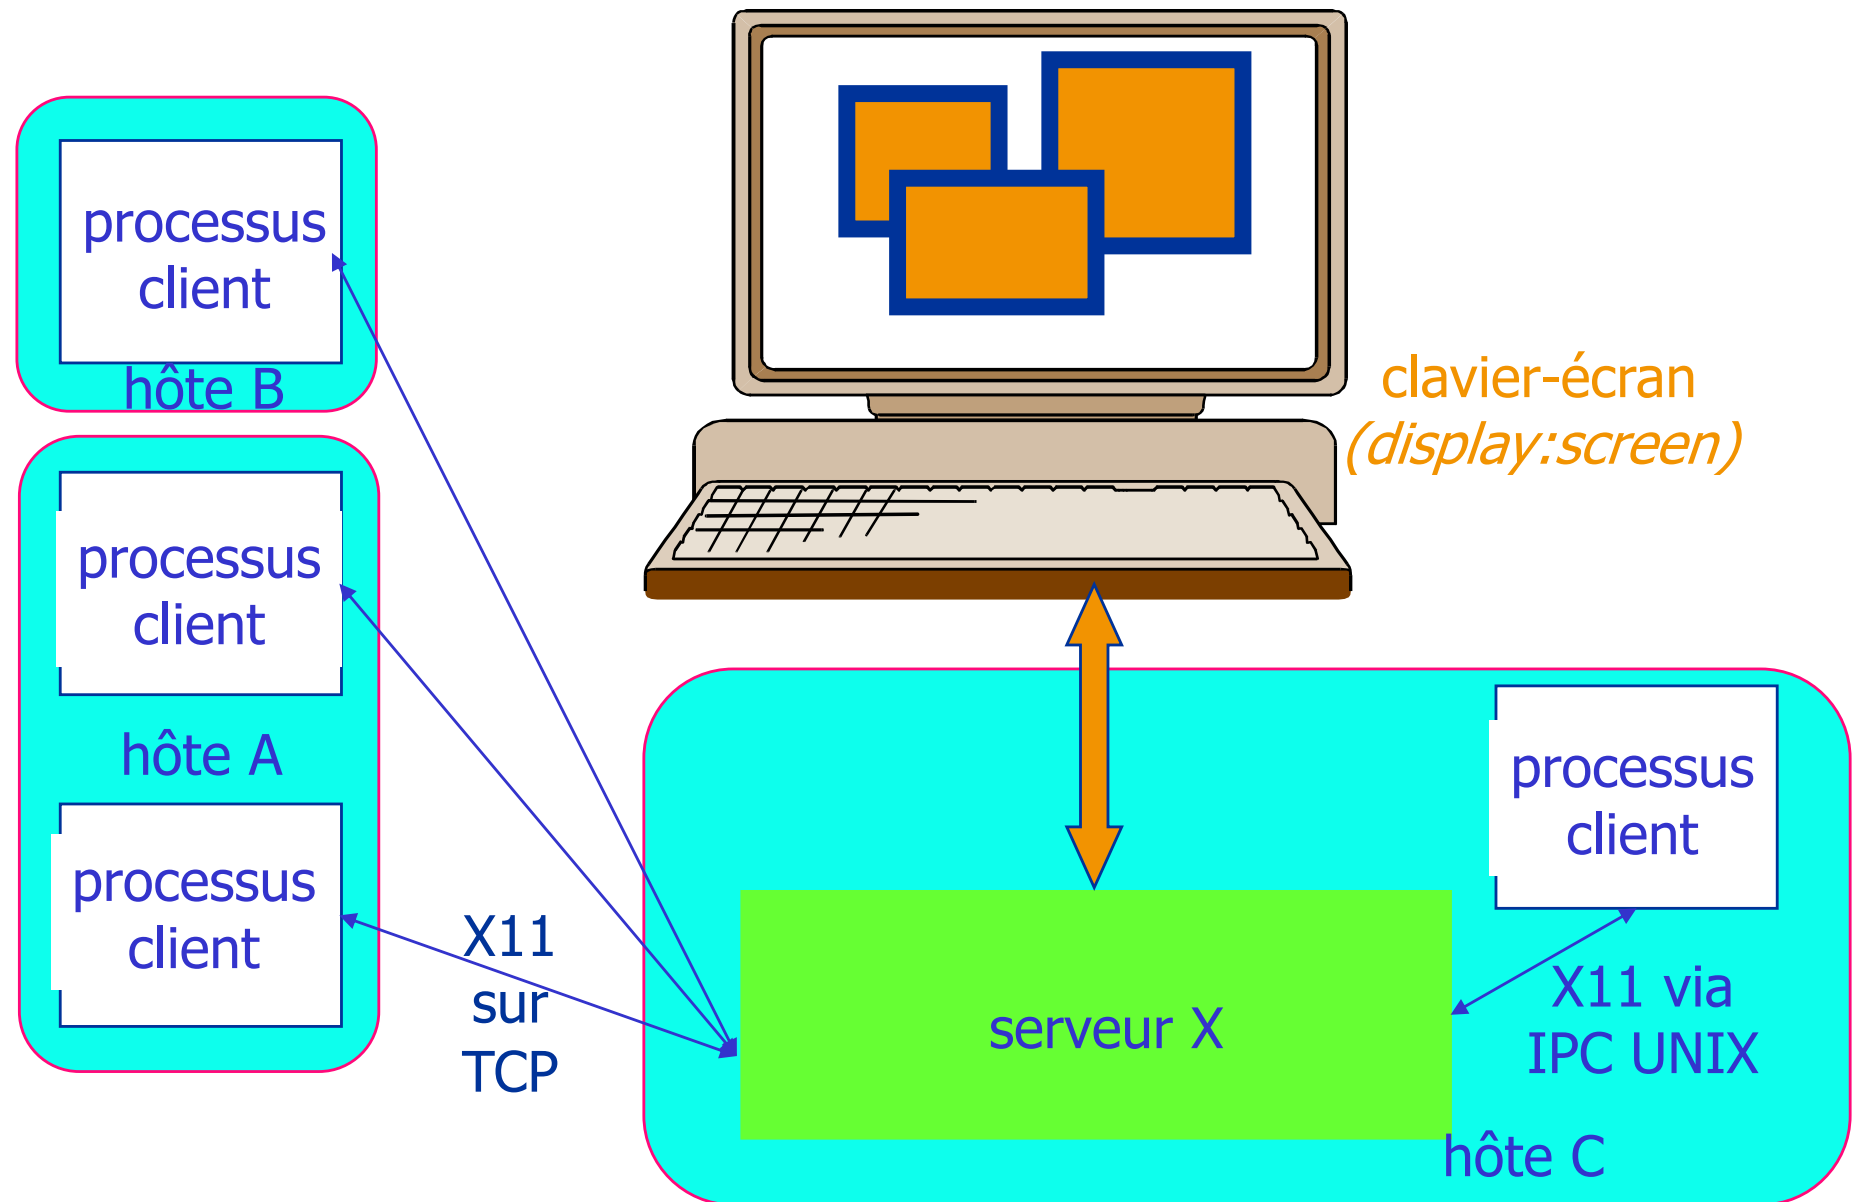 processus
client
hôte B
processus
client
hôte A
processus
client
X11
sur
TCP
clavier-écran
(display:screen)
serveur X
processus
client
X11 via
IPC UNIX
hôte C